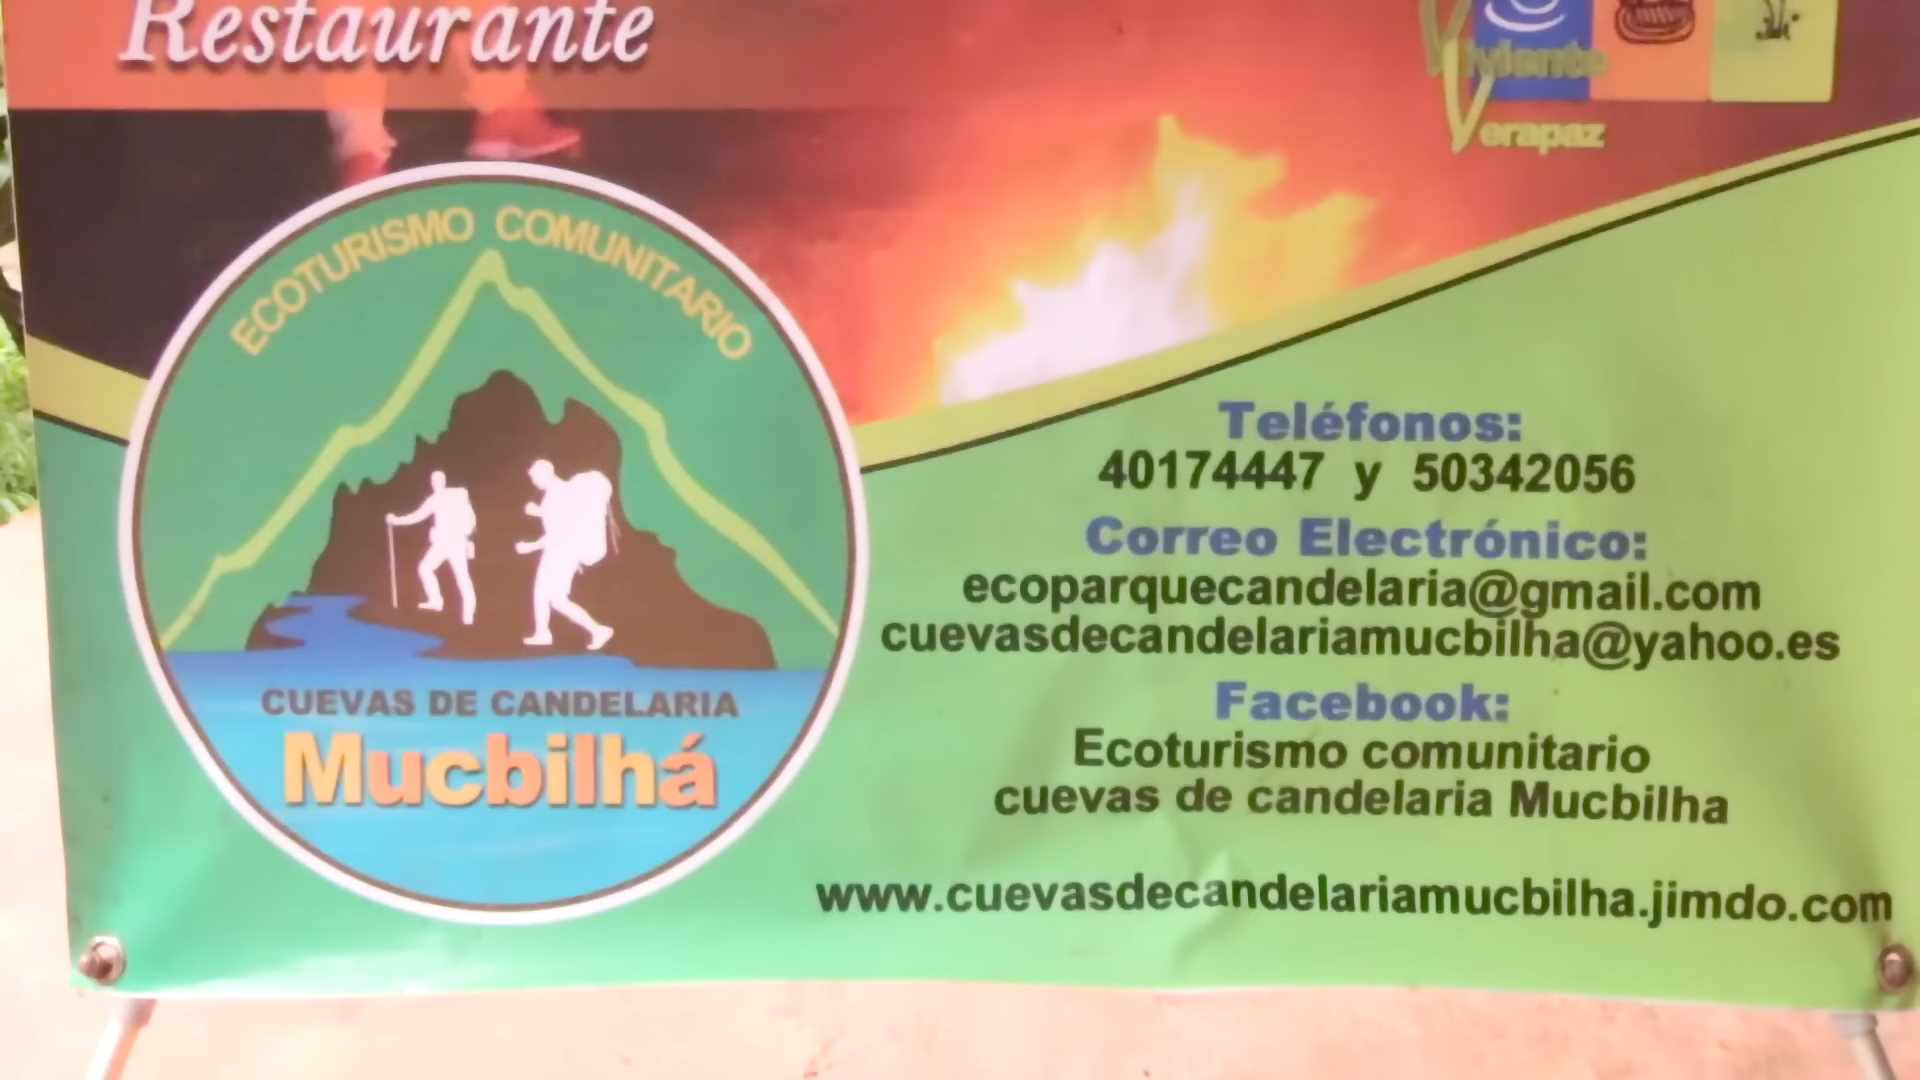 Restaurante
Verapaz
ECOTURISMO COMUNITARIO
CUEVAS DE CANDELARIA
Mucbilhá
Teléfonos:
40174447 y 50342056
Correo Electrónico:
ecoparquecandelaria@gmail.com
cuevasdecandelariamucbilha@yahoo.es
Facebook:
Ecoturismo comunitario
cuevas de candelaria Mucbilha
www.cuevasdecandelariamucbilha.jimdo.com